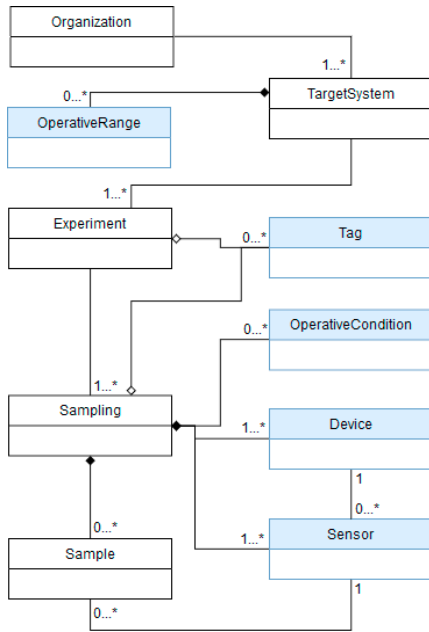 Organization
1...*
0...*
TargetSystem
OperativeRange
1...*
Experiment
0...*
Tag
0...*
OperativeCondition
1...*
Sampling
1...*
Device
1
0...*
0...*
1...*
Sensor
Sample
0...*
1